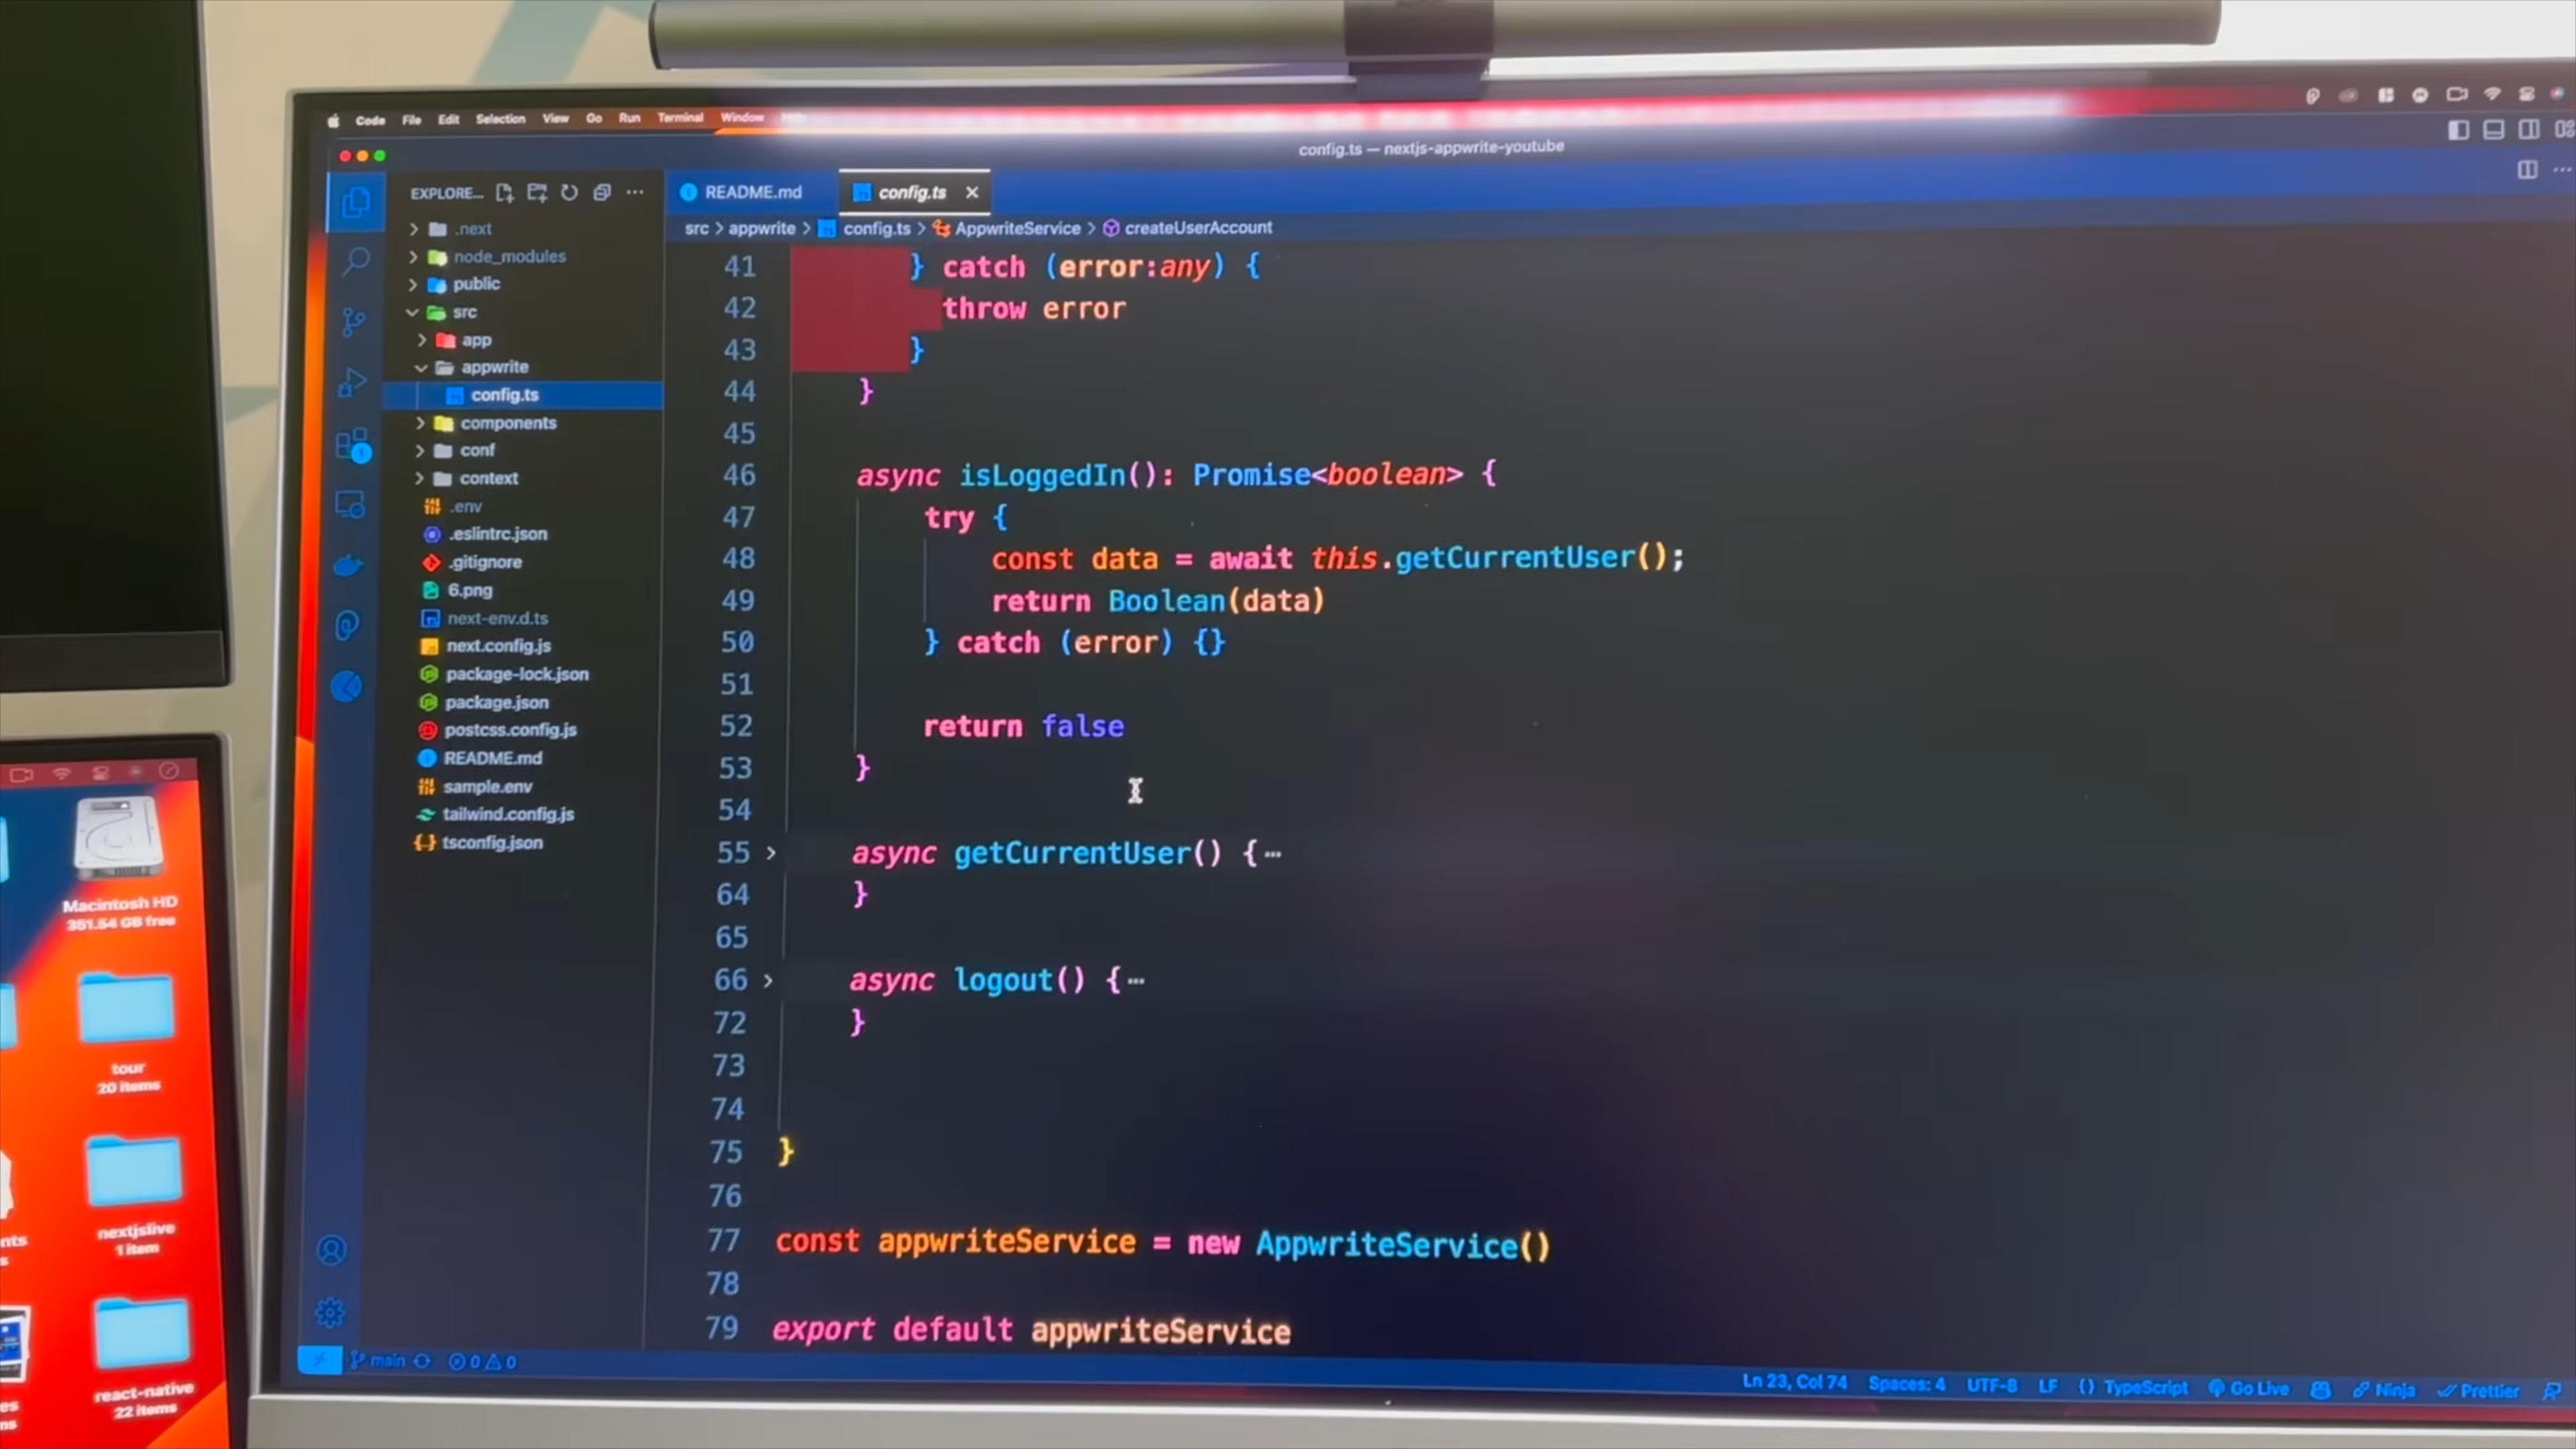 Code File Edit Selection View Go Run Terminal Window
config.ts — nextjs-appwrite-youtube
EXPLORE...
README.md
config.ts
src > appwrite > config.ts > AppwriteService > createUserAccount
.next
node_modules
public
src
app
appwrite
config.ts
components
conf
context
.env
.eslintrc.json
.gitignore
6.png
next-env.d.ts
next.config.js
package-lock.json
package.json
postcss.config.js
README.md
sample.env
tailwind.config.js
tsconfig.json
41 } catch (error:any) {
42 throw error
43 }
44 }
45
46 async isLoggedIn(): Promise<boolean> {
47 try {
48 const data = await this.getCurrentUser();
49 return Boolean(data)
50 } catch (error) {}
51
52 return false
53 }
54
55 async getCurrentUser() {
64 }
65
66 async logout() {
72 }
73
74
75 }
76
77 const appwriteService = new AppwriteService()
78
79 export default appwriteService
main 0 0
Ln 23, Col 74 Spaces: 4 UTF-8 LF {} TypeScript Go Live Ninja Prettier
Macintosh HD
351.54 GB free
tour
20 items
nextjslive
1 item
react-native
22 items